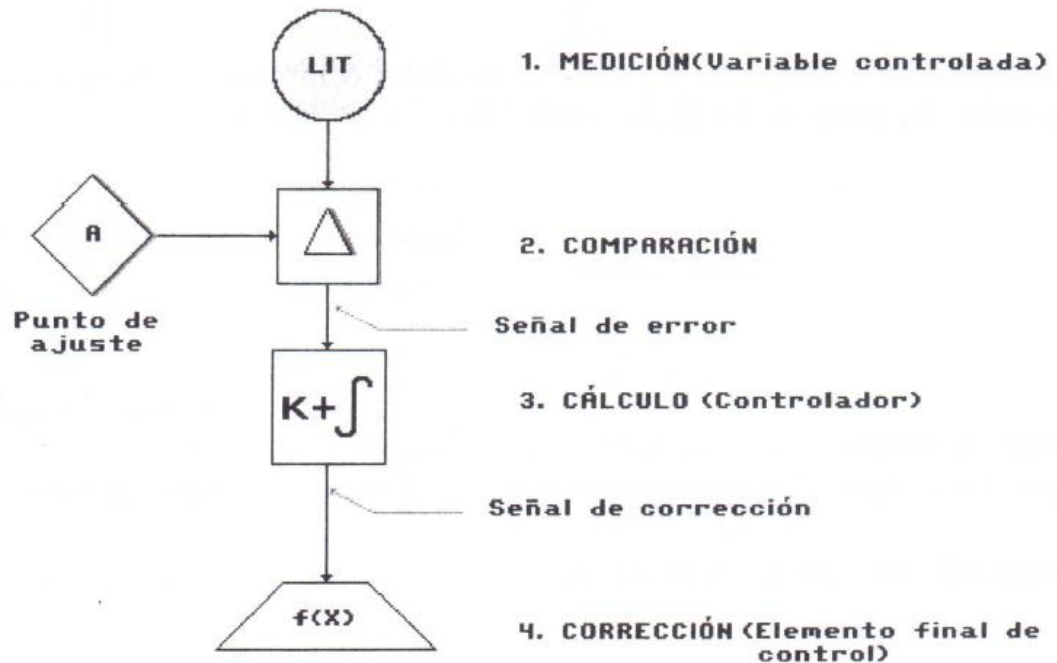 LIT
1. MEDICIÓN(Variable controlada)
A
Punto de
ajuste
Δ
2. COMPARACIÓN
Señal de error
K+∫
3. CÁLCULO (Controlador)
Señal de corrección
f(X)
4. CORRECCIÓN (Elemento final de
control)